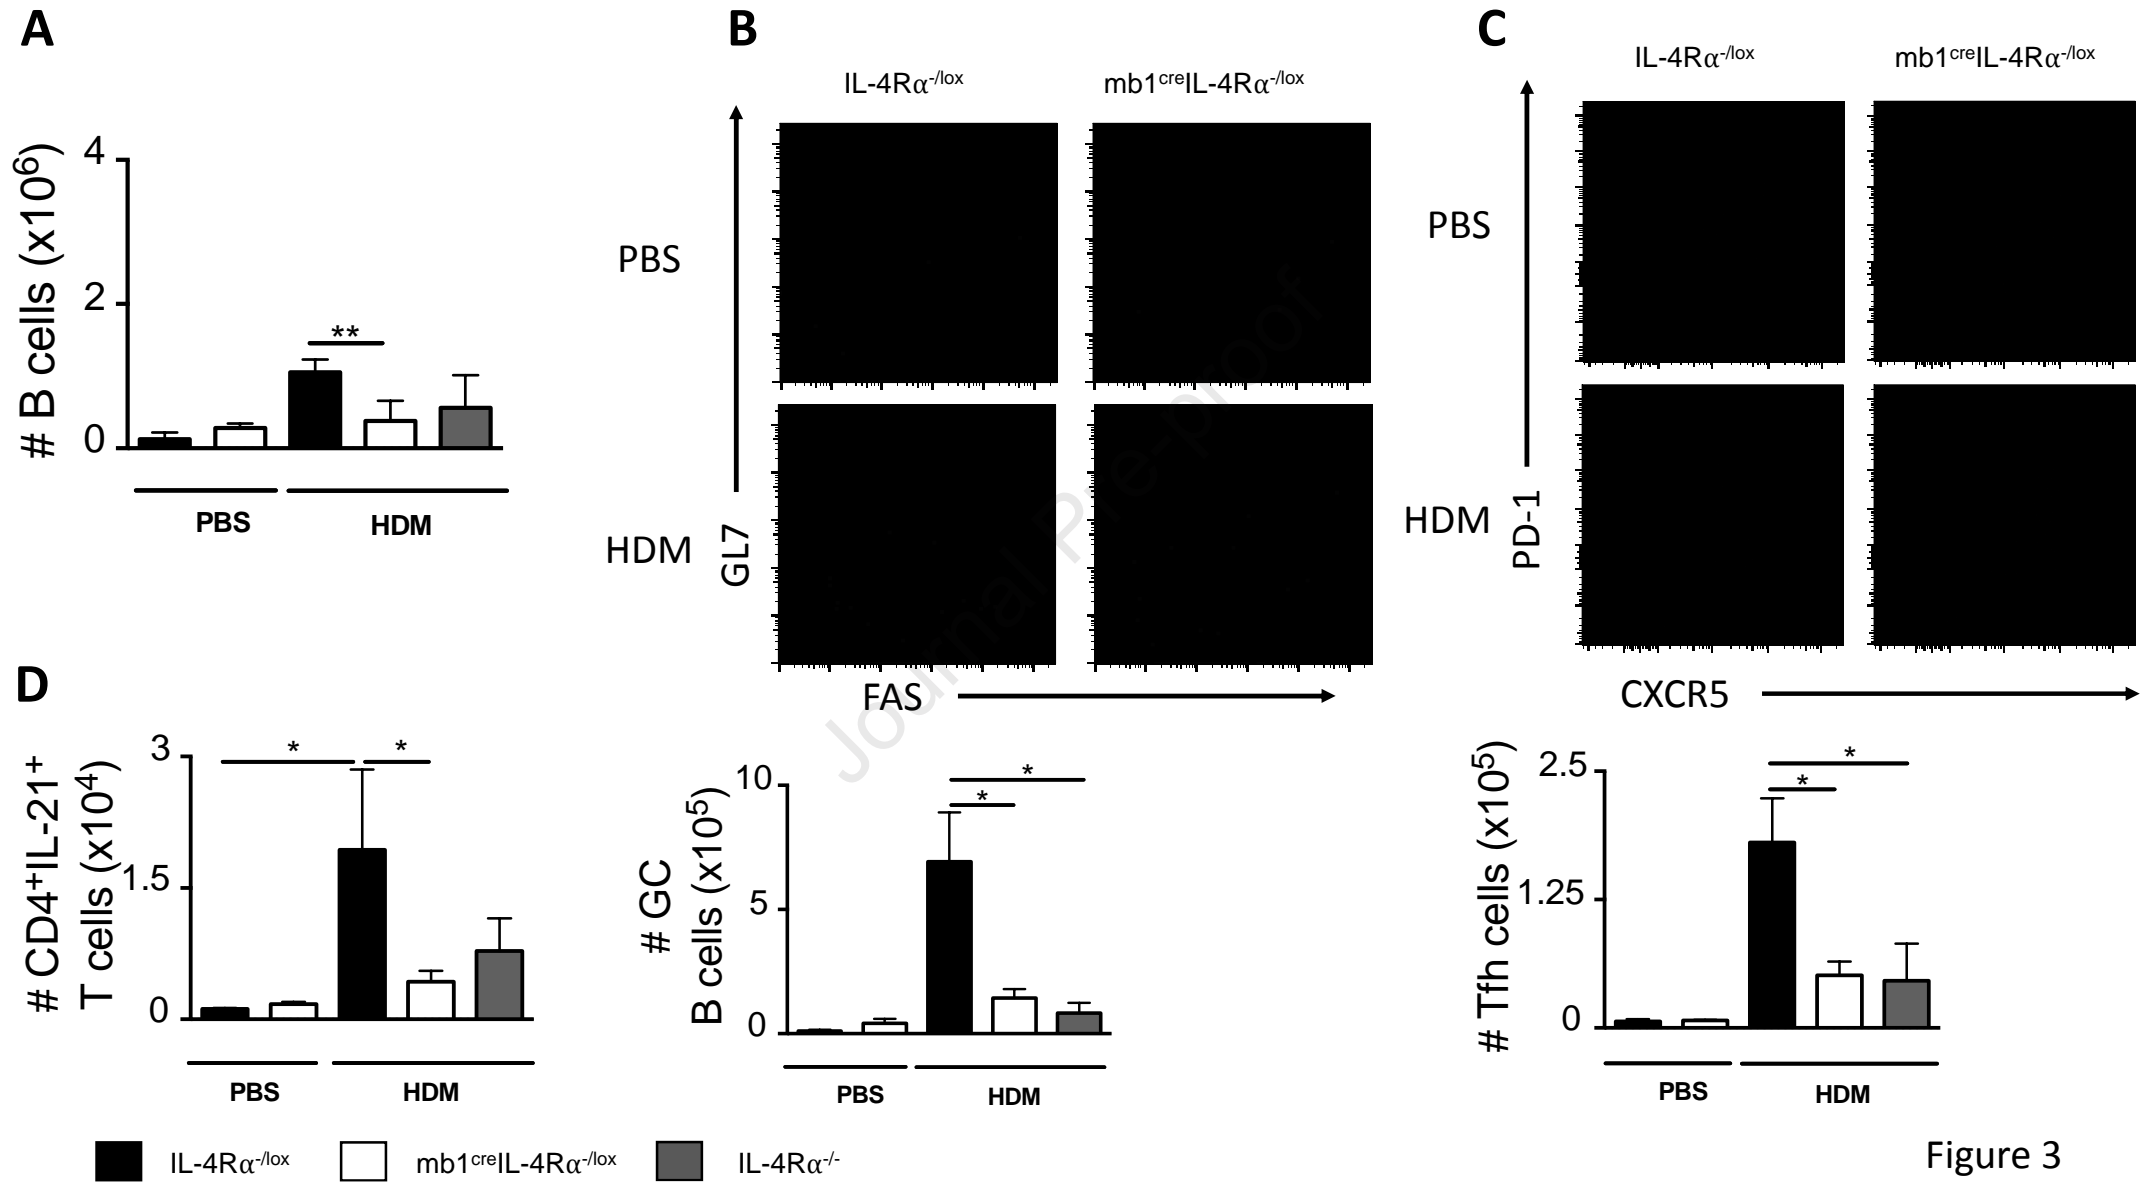 A
# B cells (x10⁶)
4
2
0
**
PBS
HDM
B
IL-4Rα-/lox
mb1creIL-4Rα-/lox
PBS
HDM
GL7
FAS
# GC
B cells (x10⁵)
10
5
0
*
*
PBS
HDM
C
IL-4Rα-/lox
mb1creIL-4Rα-/lox
PBS
HDM
PD-1
CXCR5
# Tfh cells (x10⁵)
2.5
1.25
0
*
*
PBS
HDM
D
# CD4⁺IL-21⁺
T cells (x10⁴)
3
1.5
0
*
*
PBS
HDM
Journal Pre-proof
IL-4Rα-/lox
mb1creIL-4Rα-/lox
IL-4Rα-/-
Figure 3